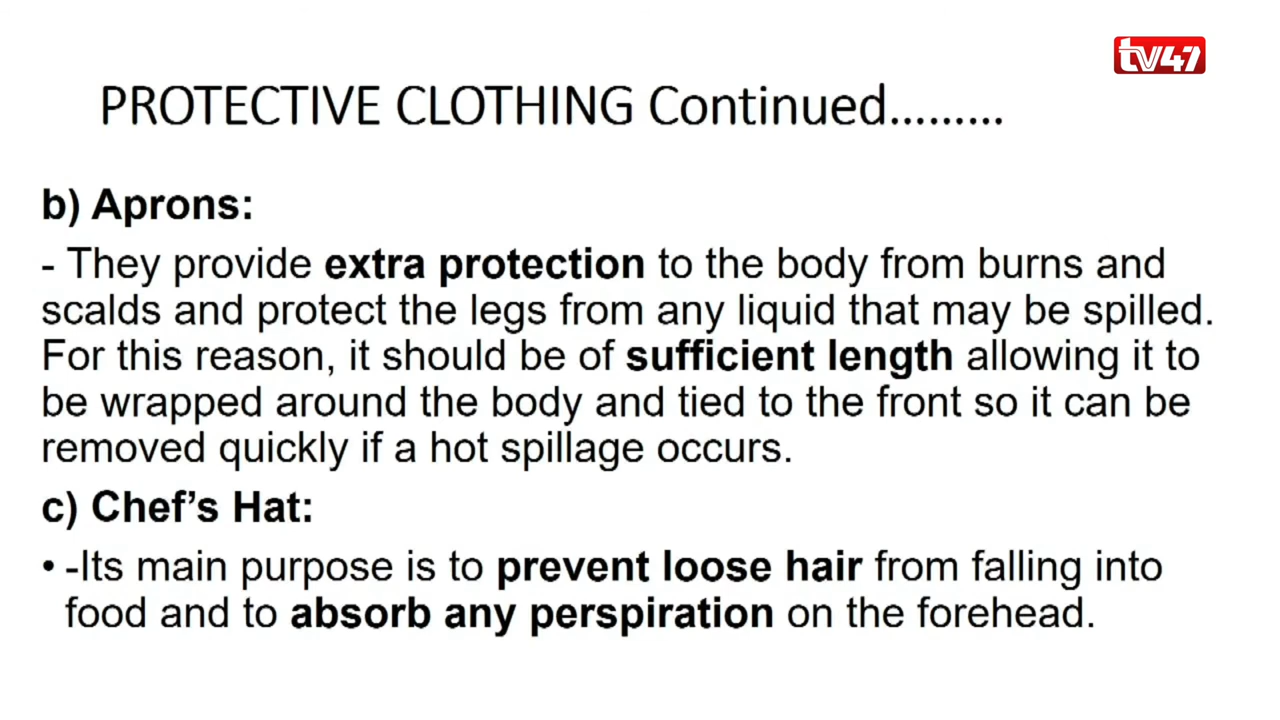 tv47
PROTECTIVE CLOTHING Continued………
b) Aprons:
- They provide extra protection to the body from burns and
scalds and protect the legs from any liquid that may be spilled.
For this reason, it should be of sufficient length allowing it to
be wrapped around the body and tied to the front so it can be
removed quickly if a hot spillage occurs.
c) Chef’s Hat:
• -Its main purpose is to prevent loose hair from falling into
food and to absorb any perspiration on the forehead.